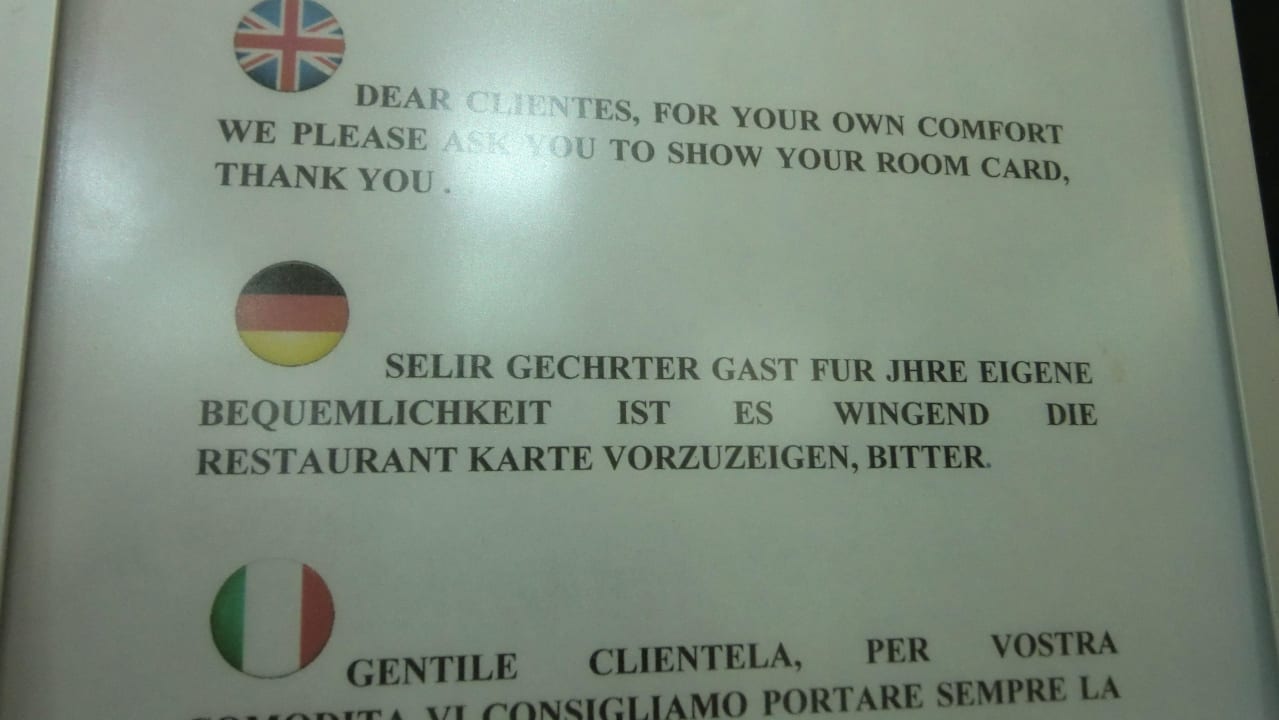 DEAR CLIENTES, FOR YOUR OWN COMFORT
WE PLEASE ASK YOU TO SHOW YOUR ROOM CARD,
THANK YOU .
SELIR GECHRTER GAST FUR JHRE EIGENE
BEQUEMLICHKEIT IST ES WINGEND DIE
RESTAURANT KARTE VORZUZEIGEN, BITTER.
GENTILE CLIENTELA, PER VOSTRA
COMODITA VI CONSIGLIAMO PORTARE SEMPRE LA